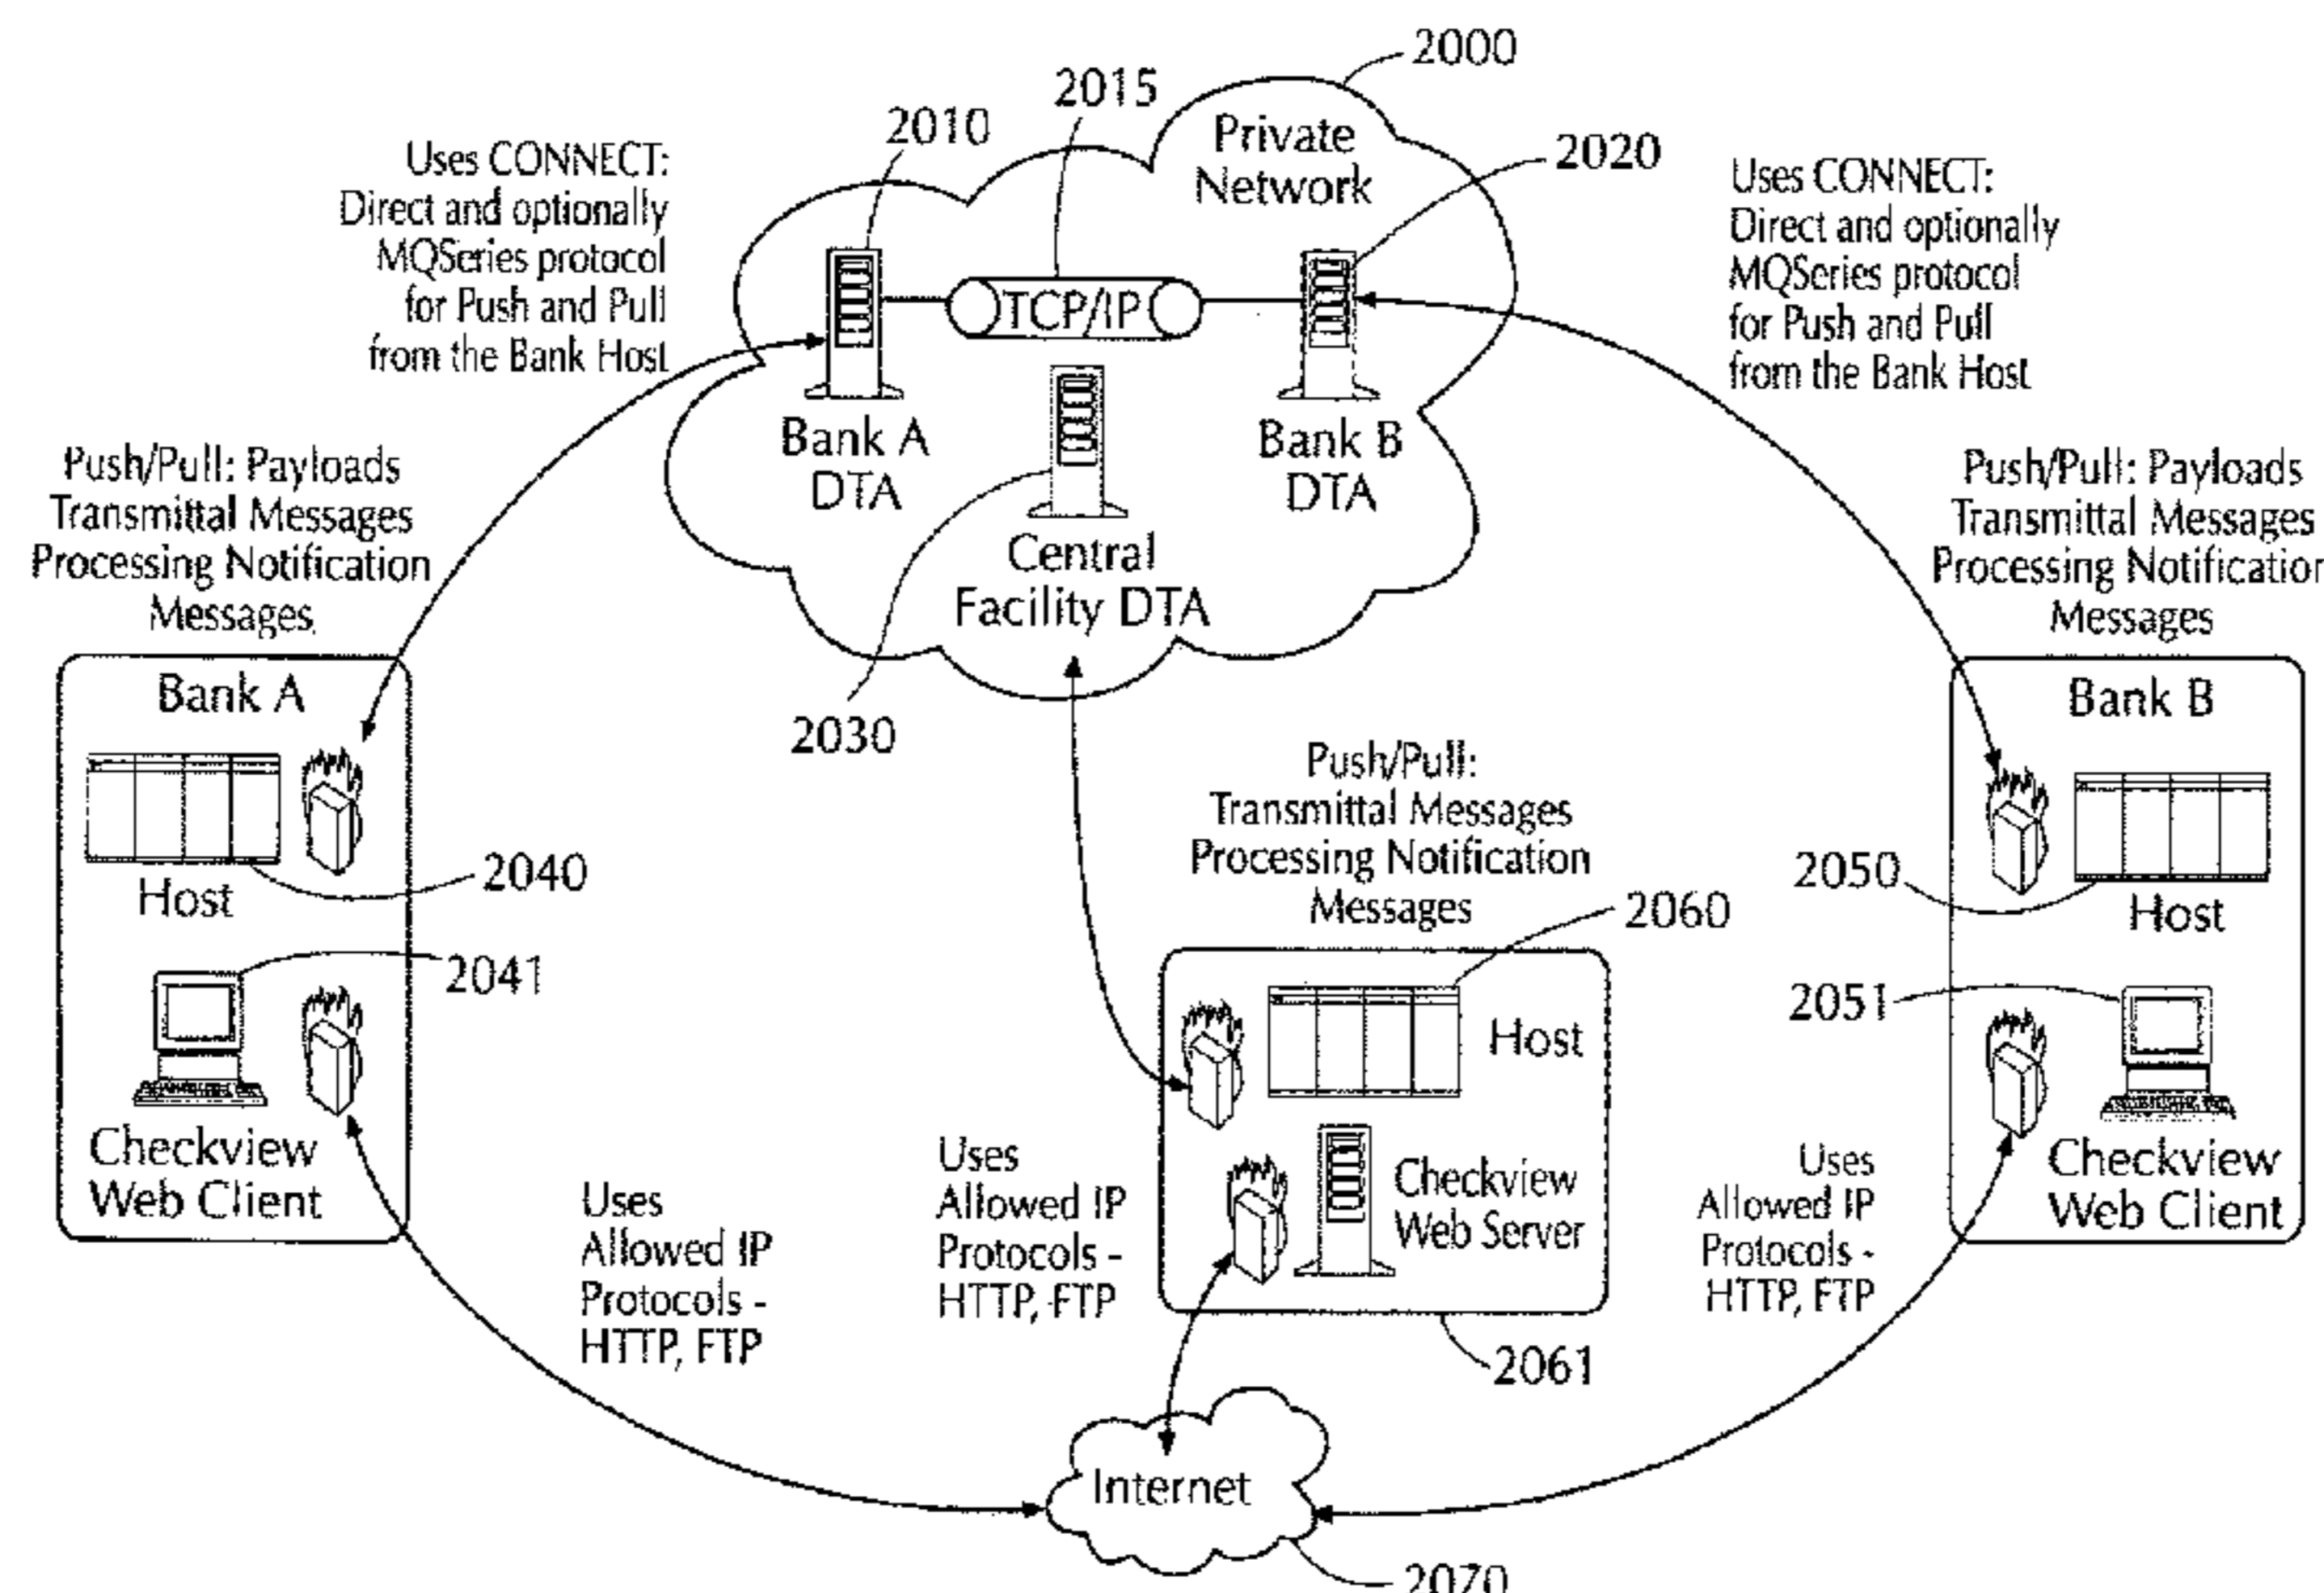 2000
2015
2010
Private
Network
2020
Uses CONNECT:
Direct and optionally
MQSeries protocol
for Push and Pull
from the Bank Host
Uses CONNECT:
Direct and optionally
MQSeries protocol
for Push and Pull
from the Bank Host
TCP/IP
Bank A
DTA
Bank B
DTA
Central
Facility DTA
2030
Push/Pull: Payloads
Transmittal Messages
Processing Notification
Messages
Push/Pull: Payloads
Transmittal Messages
Processing Notification
Messages
Bank A
Host
2040
2041
Checkview
Web Client
Push/Pull:
Transmittal Messages
Processing Notification
Messages
2060
Host
Checkview
Web Server
2061
Bank B
2050
Host
2051
Checkview
Web Client
Uses
Allowed IP
Protocols -
HTTP, FTP
Uses
Allowed IP
Protocols -
HTTP, FTP
Uses
Allowed IP
Protocols -
HTTP, FTP
Internet
2070